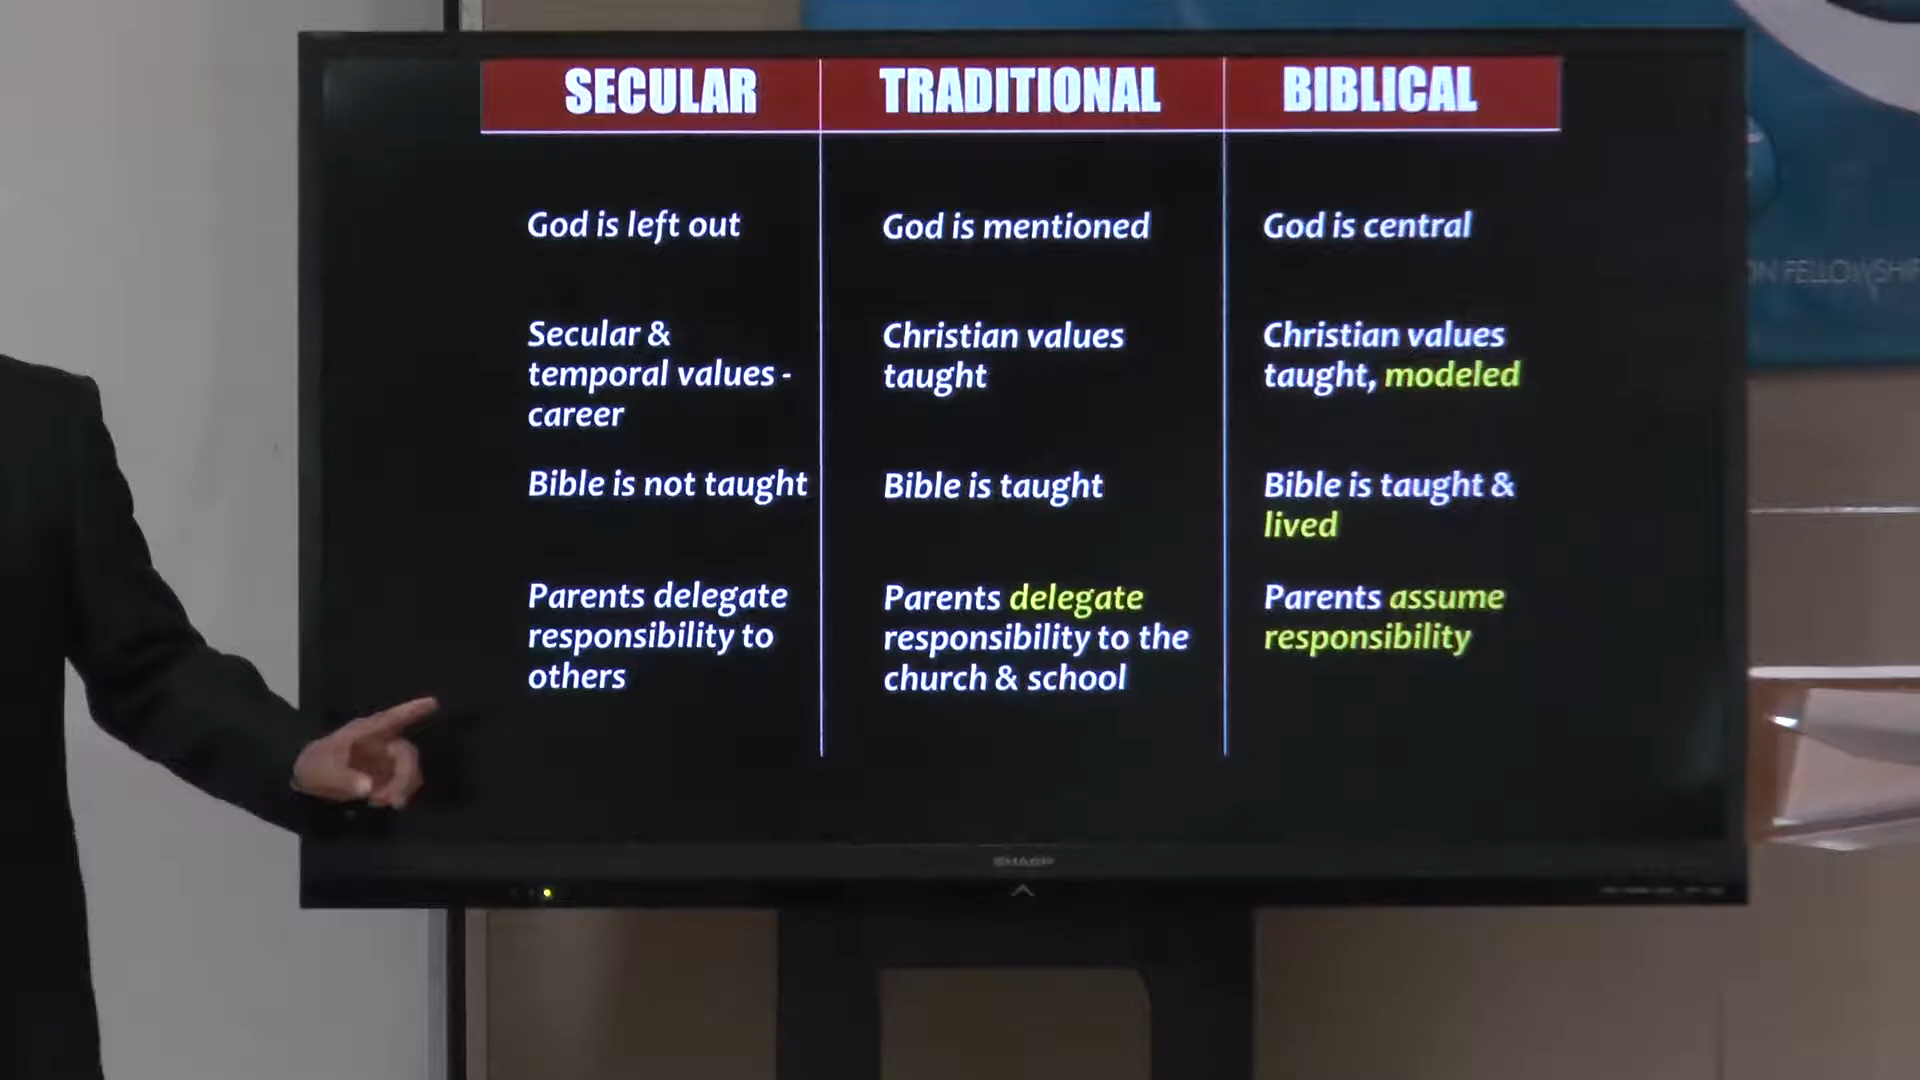 SECULAR
TRADITIONAL
BIBLICAL
God is left out
God is mentioned
God is central
Secular &
temporal values -
career
Christian values
taught
Christian values
taught, modeled
Bible is not taught
Bible is taught
Bible is taught &
lived
Parents delegate
responsibility to
others
Parents delegate
responsibility to the
church & school
Parents assume
responsibility
FELLOWSHIP
SHARP